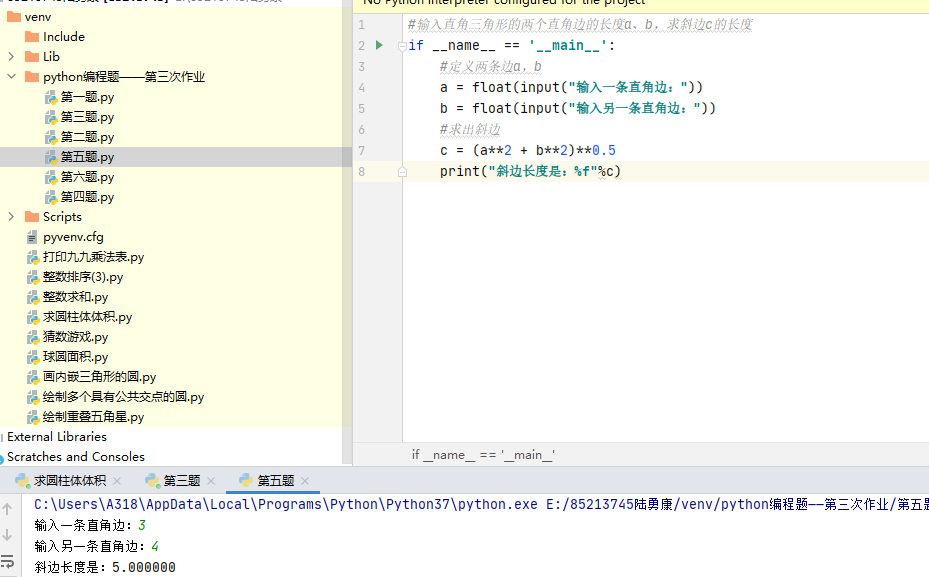 No Python interpreter configured for the project
venv
Include
Lib
python编程题——第三次作业
第一题.py
第三题.py
第二题.py
第五题.py
第六题.py
第四题.py
Scripts
pyvenv.cfg
打印九九乘法表.py
整数排序(3).py
整数求和.py
求圆柱体体积.py
猜数游戏.py
球圆面积.py
画内嵌三角形的圆.py
绘制多个具有公共交点的圆.py
绘制重叠五角星.py
External Libraries
Scratches and Consoles
1 #输入直角三角形的两个直角边的长度a、b，求斜边c的长度
2 if __name__ == '__main__':
3 #定义两条边a，b
4 a = float(input("输入一条直角边："))
5 b = float(input("输入另一条直角边："))
6 #求出斜边
7 c = (a**2 + b**2)**0.5
8 print("斜边长度是：%f"%c)
if __name__ == '__main__'
求圆柱体体积 第三题 第五题
C:\Users\A318\AppData\Local\Programs\Python\Python37\python.exe E:/85213745陆勇康/venv/python编程题——第三次作业/第五题
输入一条直角边：3
输入另一条直角边：4
斜边长度是：5.000000